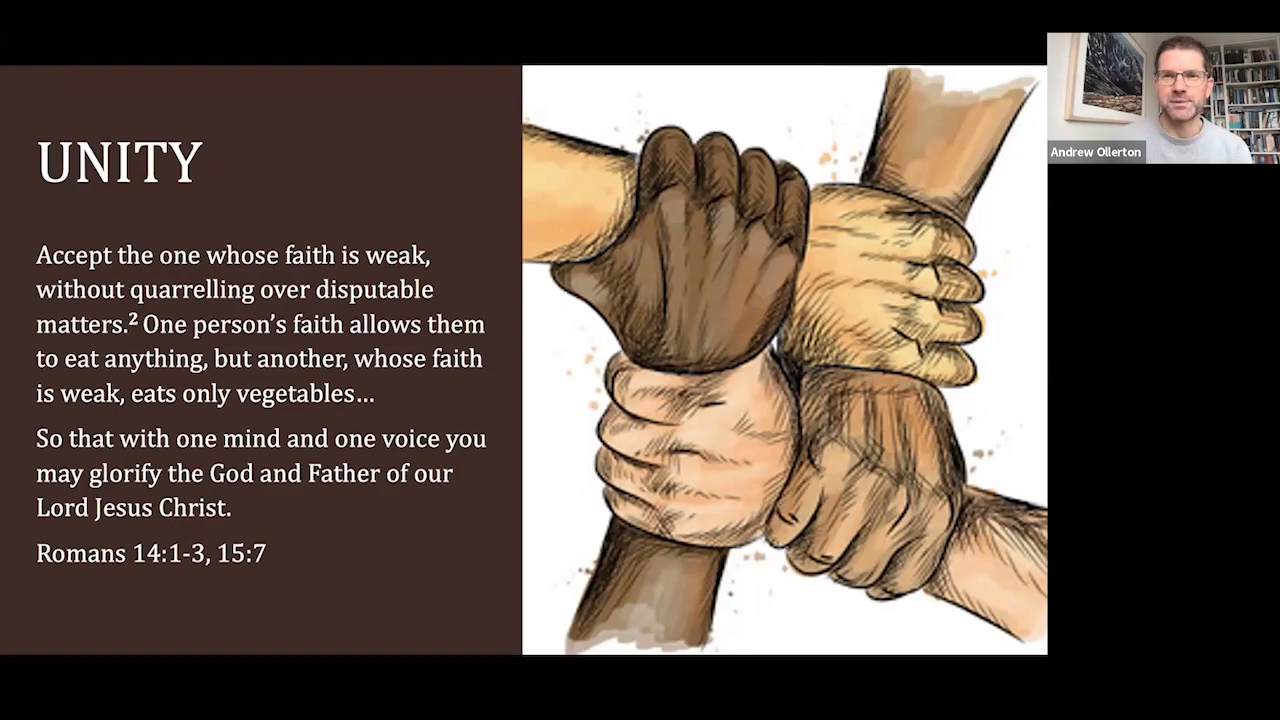 UNITY
Accept the one whose faith is weak,
without quarrelling over disputable
matters.² One person’s faith allows them
to eat anything, but another, whose faith
is weak, eats only vegetables…
So that with one mind and one voice you
may glorify the God and Father of our
Lord Jesus Christ.
Romans 14:1-3, 15:7
Andrew Ollerton